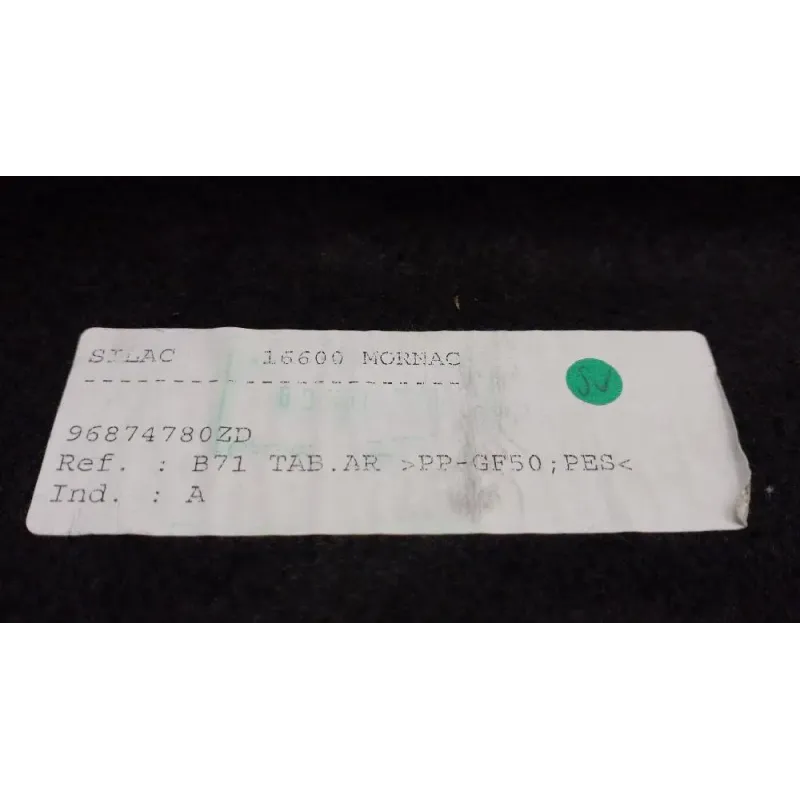 SILAC 16600 MORNAC
--------------------
96874780ZD
Ref. : B71 TAB.AR >PP-GF50;PES<
Ind. : A